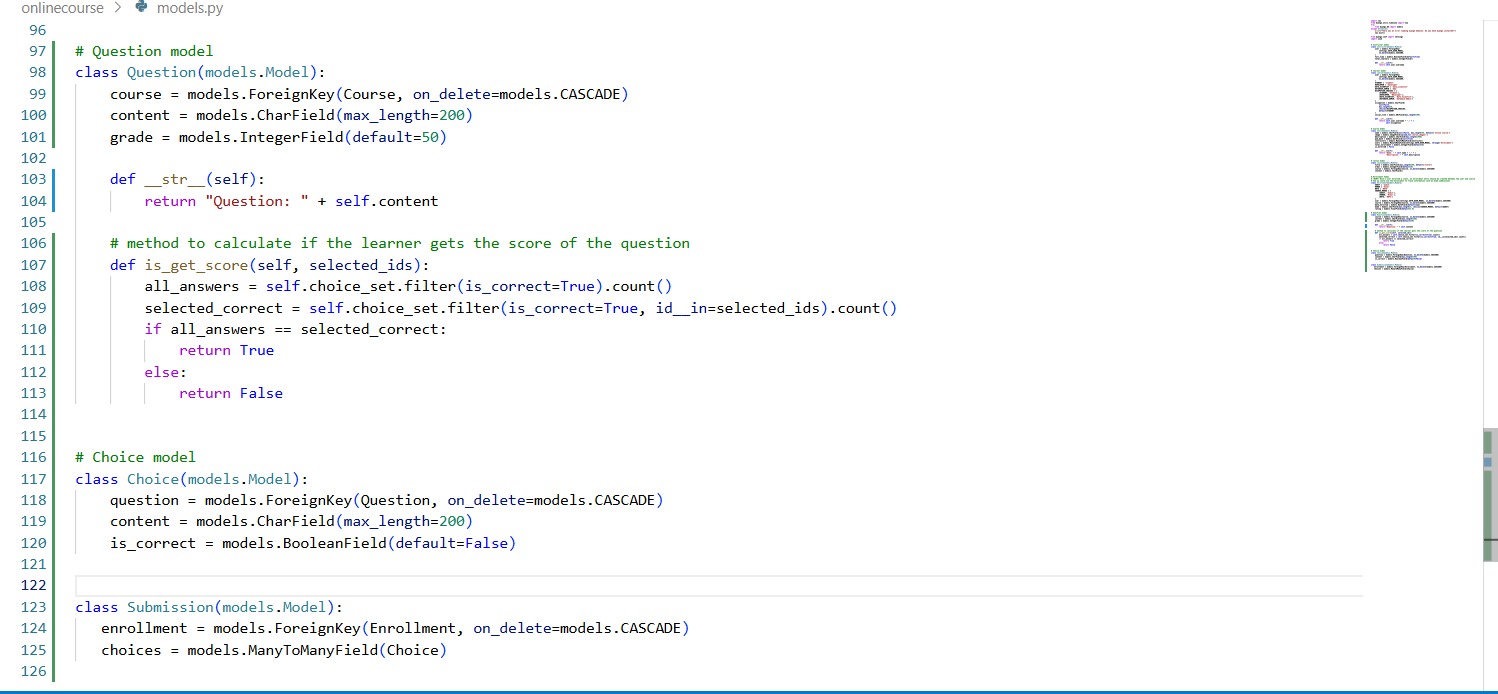 onlinecourse > models.py
96
97 # Question model
98 class Question(models.Model):
99     course = models.ForeignKey(Course, on_delete=models.CASCADE)
100     content = models.CharField(max_length=200)
101     grade = models.IntegerField(default=50)
102
103     def __str__(self):
104         return "Question: " + self.content
105
106     # method to calculate if the learner gets the score of the question
107     def is_get_score(self, selected_ids):
108         all_answers = self.choice_set.filter(is_correct=True).count()
109         selected_correct = self.choice_set.filter(is_correct=True, id__in=selected_ids).count()
110         if all_answers == selected_correct:
111             return True
112         else:
113             return False
114
115
116 # Choice model
117 class Choice(models.Model):
118     question = models.ForeignKey(Question, on_delete=models.CASCADE)
119     content = models.CharField(max_length=200)
120     is_correct = models.BooleanField(default=False)
121
122
123 class Submission(models.Model):
124    enrollment = models.ForeignKey(Enrollment, on_delete=models.CASCADE)
125    choices = models.ManyToManyField(Choice)
126